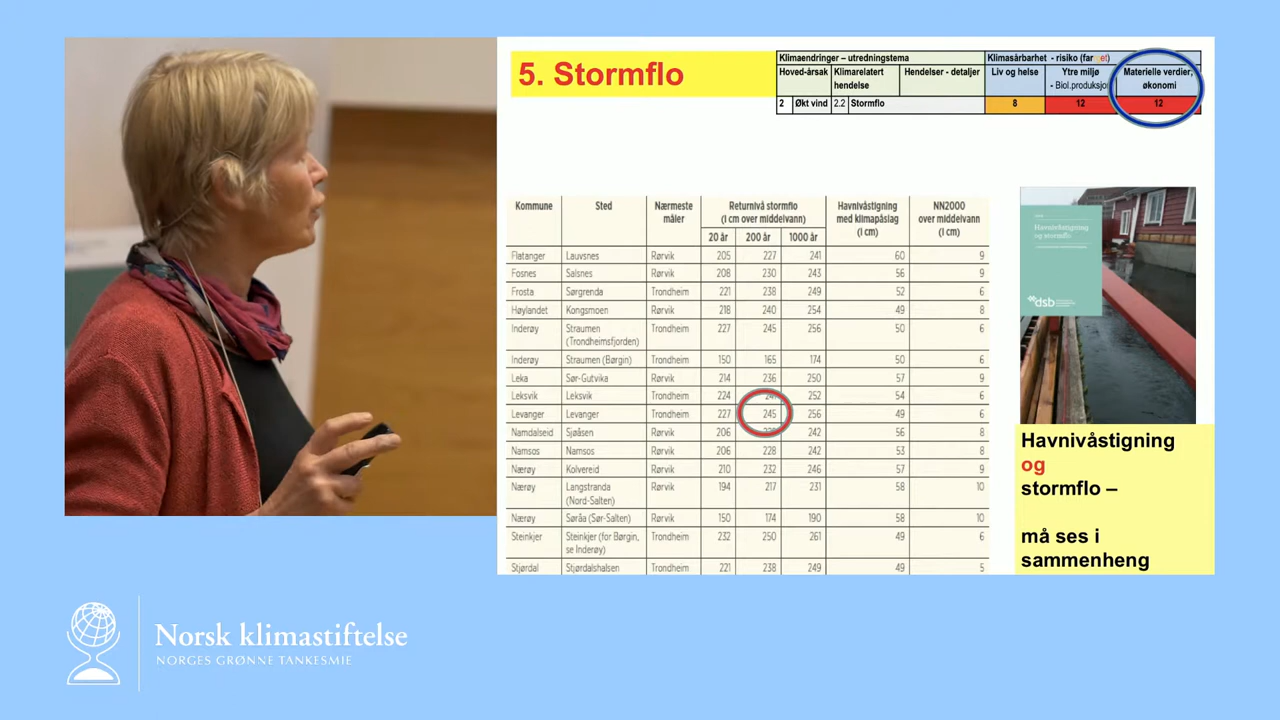 5. Stormflo
Klimaendringer – utredningstema Klimasårbarhet - risiko (far et)
Hoved-årsak Klimarelatert hendelse Hendelser - detaljer Liv og helse Ytre miljø - Biol.produksjo Materielle verdier, økonomi
2 Økt vind 2.2 Stormflo 8 12 12
Kommune Sted Nærmeste måler Returnivå stormflo (I cm over middelvann) Havnivåstigning med klimapåslag (I cm) NN2000 over middelvann (I cm)
20 år 200 år 1000 år
Flatanger Lauvsnes Rørvik 205 227 241 60 9
Fosnes Salsnes Rørvik 208 230 243 56 9
Frosta Sørgrenda Trondheim 221 238 249 52 6
Høylandet Kongsmoen Rørvik 218 240 254 49 8
Inderøy Straumen (Trondheimsfjorden) Trondheim 227 245 256 50 6
Inderøy Straumen (Børgin) Trondheim 150 165 174 50 6
Leka Sør-Gutvika Rørvik 214 236 250 57 9
Leksvik Leksvik Trondheim 224 252 54 6
Levanger Levanger Trondheim 227 245 256 49 6
Namdalseid Sjøåsen Rørvik 206 242 56 8
Namsos Namsos Rørvik 206 228 242 53 8
Nærøy Kolvereid Rørvik 210 232 246 57 9
Nærøy Langstranda (Nord-Salten) Rørvik 194 217 231 58 10
Nærøy Søråa (Sør-Salten) Rørvik 150 174 190 58 10
Steinkjer Steinkjer (for Børgin, se Inderøy) Trondheim 232 250 261 49 6
Stjørdal Stjørdalshalsen Trondheim 221 238 249 49 5
Havnivåstigning
og stormflo
dsb
Havnivåstigning
og
stormflo –
må ses i
sammenheng
Norsk klimastiftelse
NORGES GRØNNE TANKESMIE